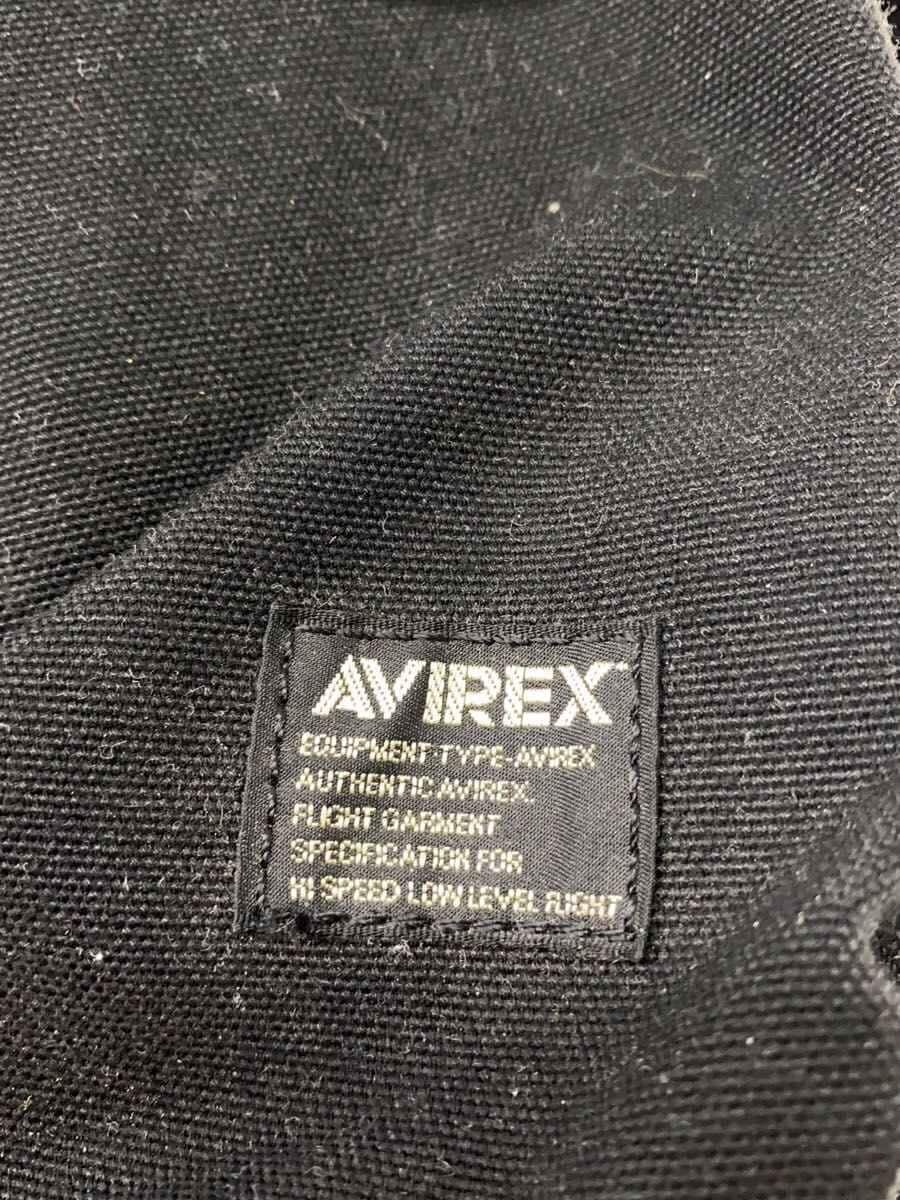 AVIREX
EQUIPMENT-TYPE-AVIREX
AUTHENTIC AVIREX.
FLIGHT GARMENT
SPECIFICATION FOR
HI SPEED LOW LEVEL FLIGHT